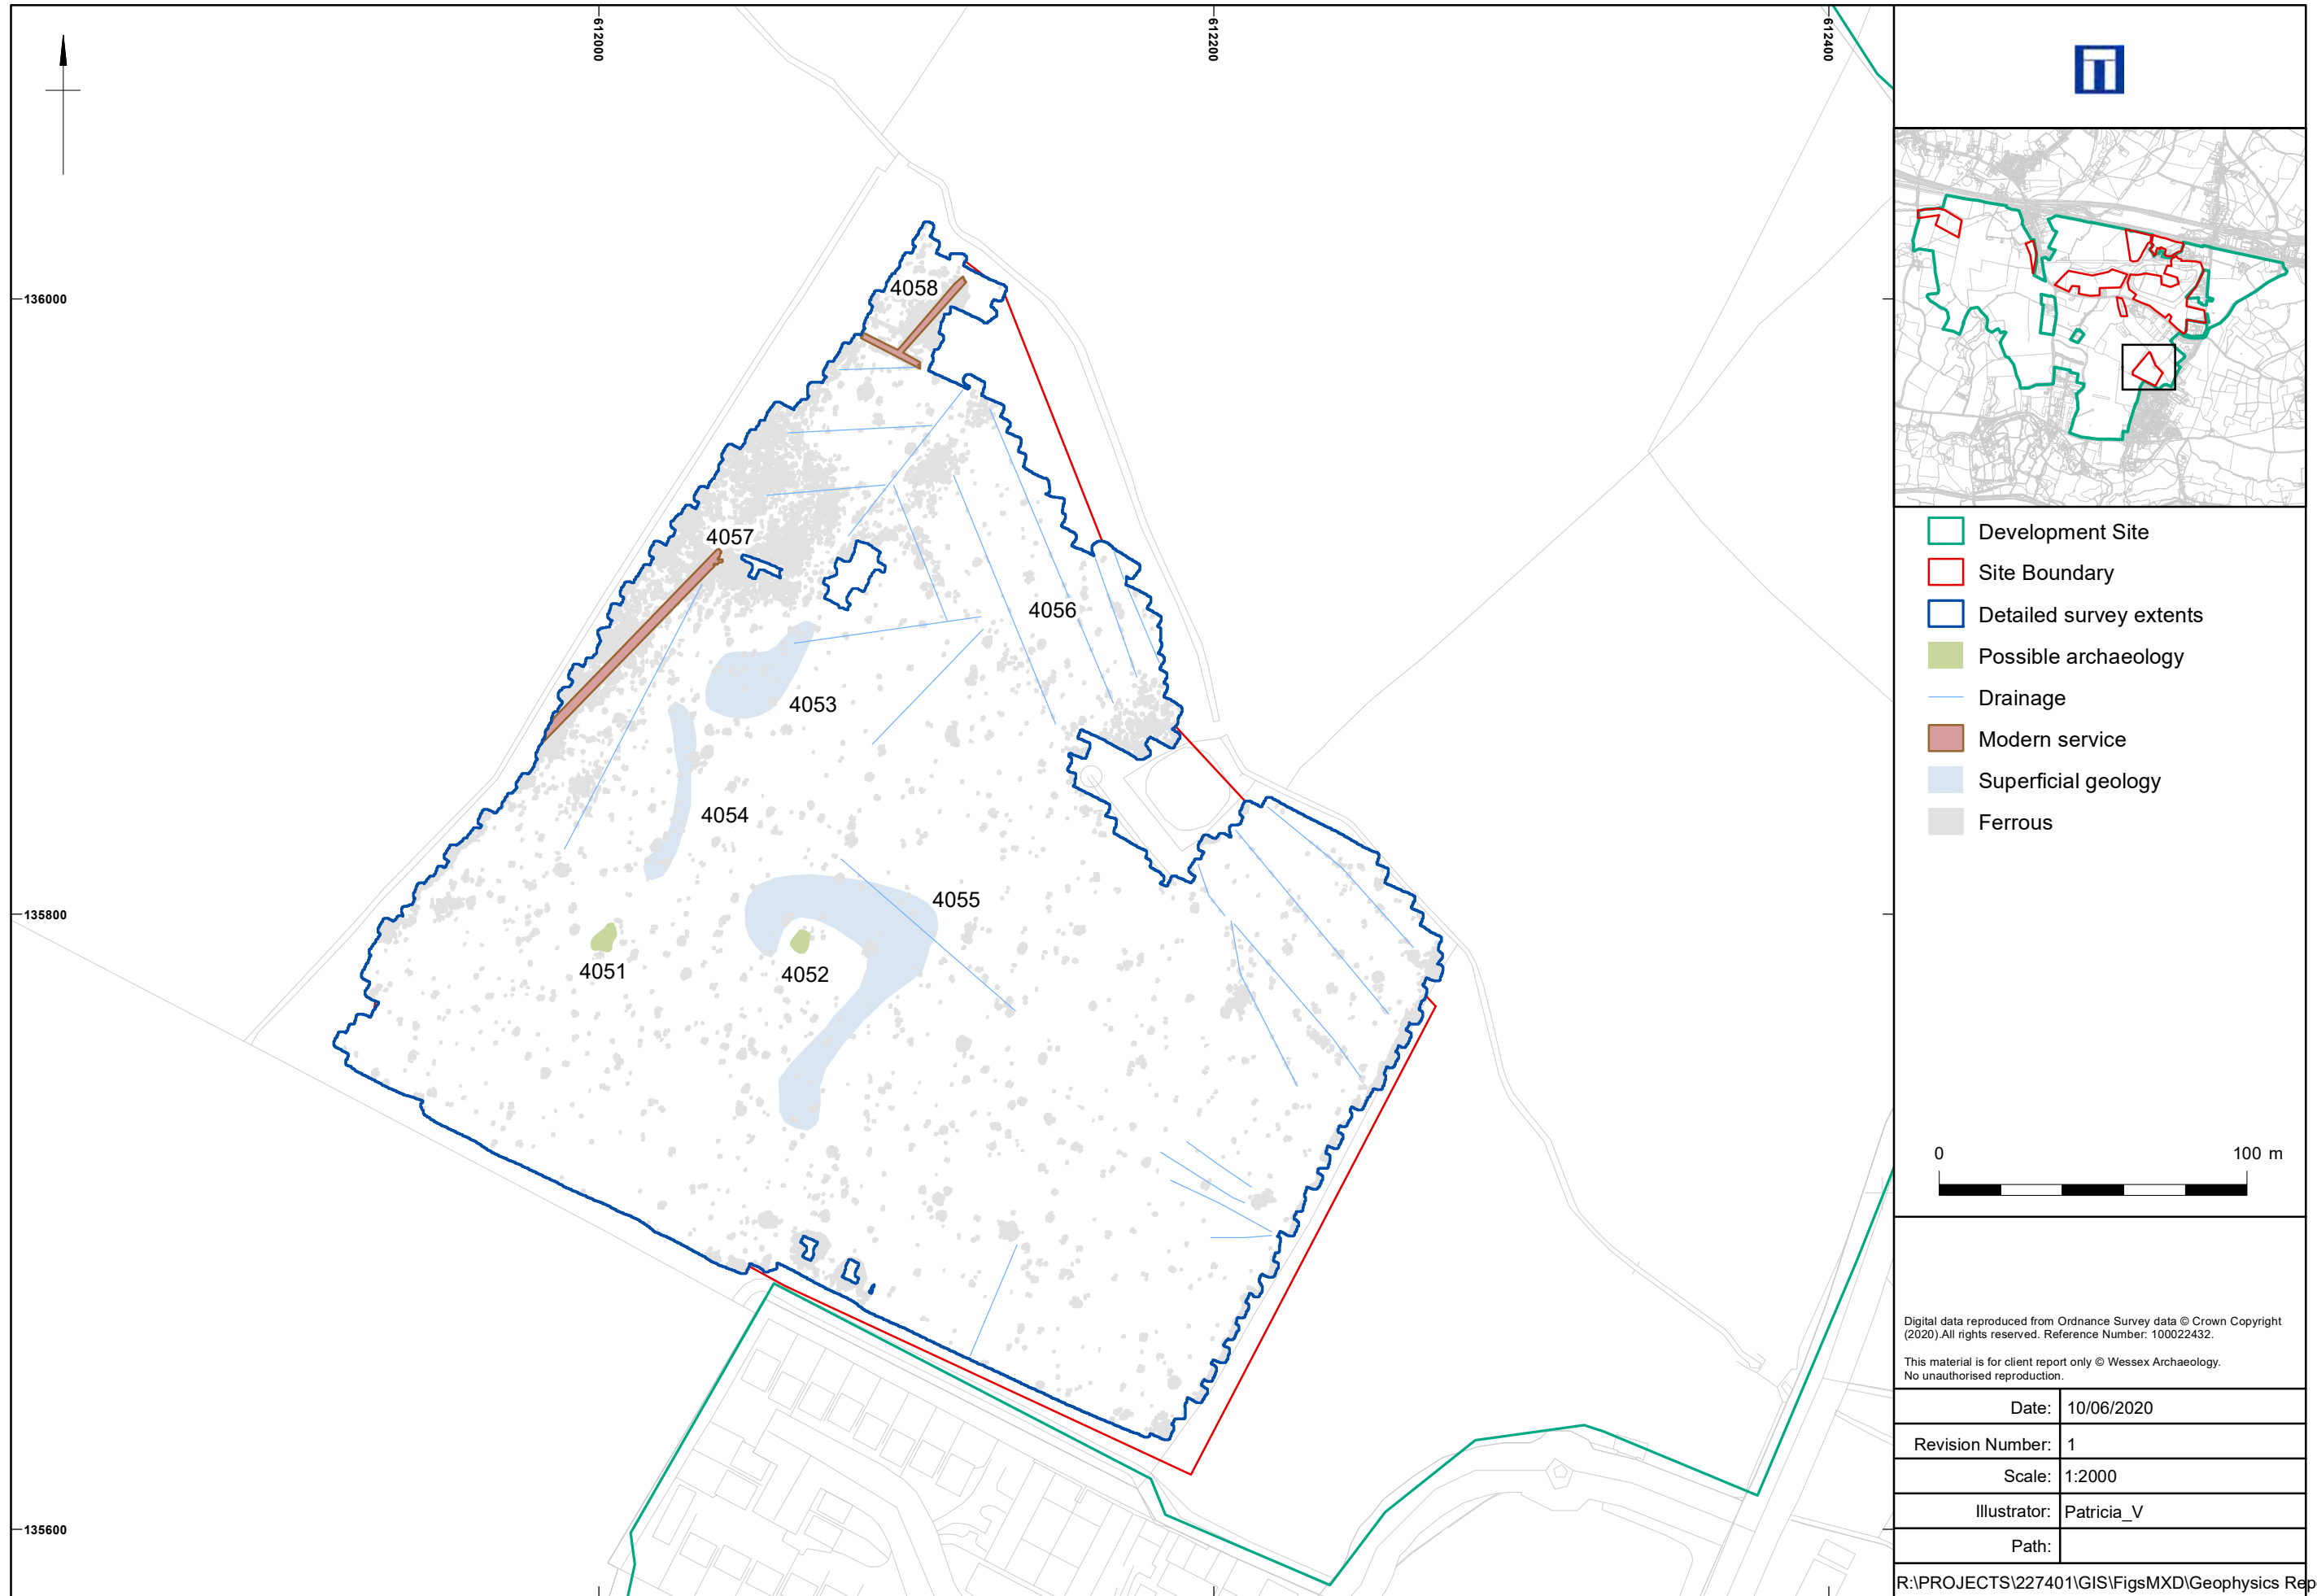 612000
612200
612400
136000
4058
4057
4056
4053
4054
135800
4055
4051
4052
135600
Development Site
Site Boundary
Detailed survey extents
Possible archaeology
Drainage
Modern service
Superficial geology
Ferrous
0 100 m
Digital data reproduced from Ordnance Survey data © Crown Copyright
(2020).All rights reserved. Reference Number: 100022432.
This material is for client report only © Wessex Archaeology.
No unauthorised reproduction.
Date: 10/06/2020
Revision Number: 1
Scale: 1:2000
Illustrator: Patricia_V
Path:
R:\PROJECTS\227401\GIS\FigsMXD\Geophysics Rep